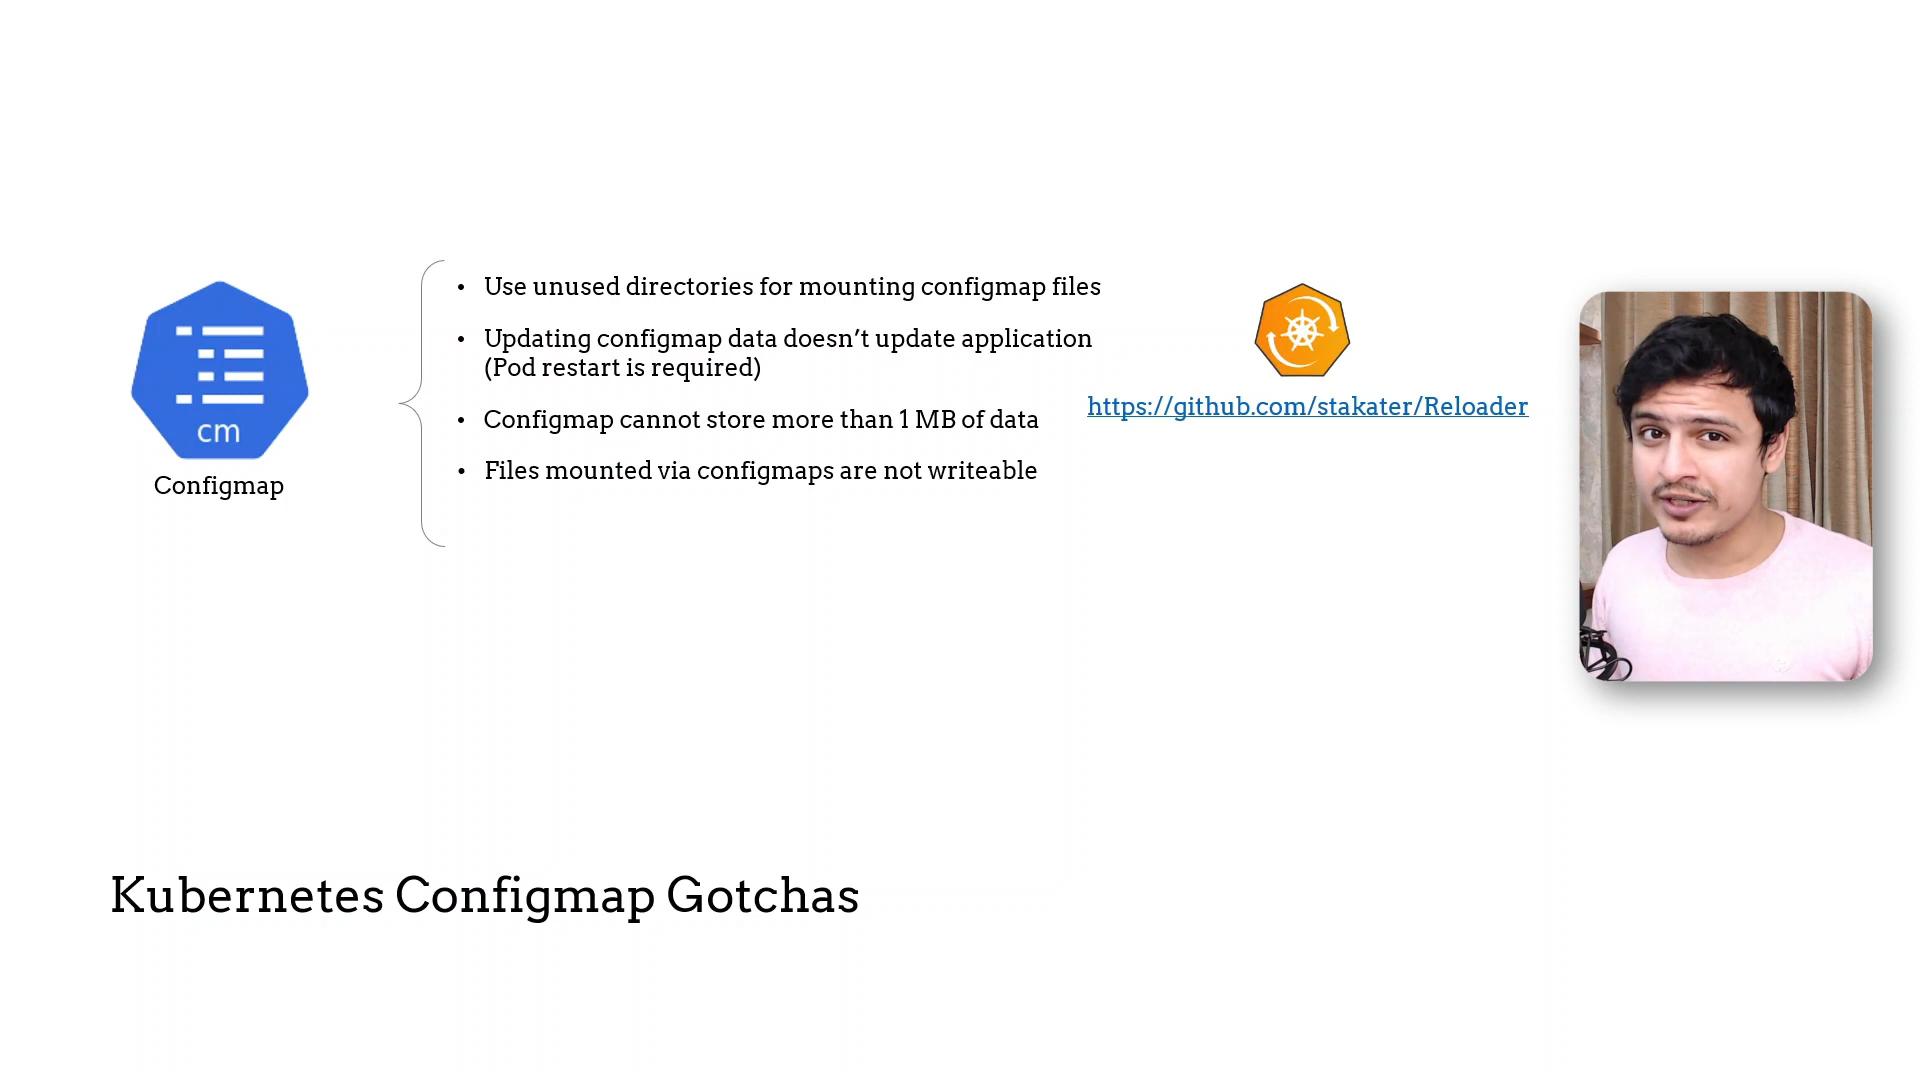 cm
Configmap
• Use unused directories for mounting configmap files
• Updating configmap data doesn’t update application
(Pod restart is required)
• Configmap cannot store more than 1 MB of data
• Files mounted via configmaps are not writeable
https://github.com/stakater/Reloader
Kubernetes Configmap Gotchas